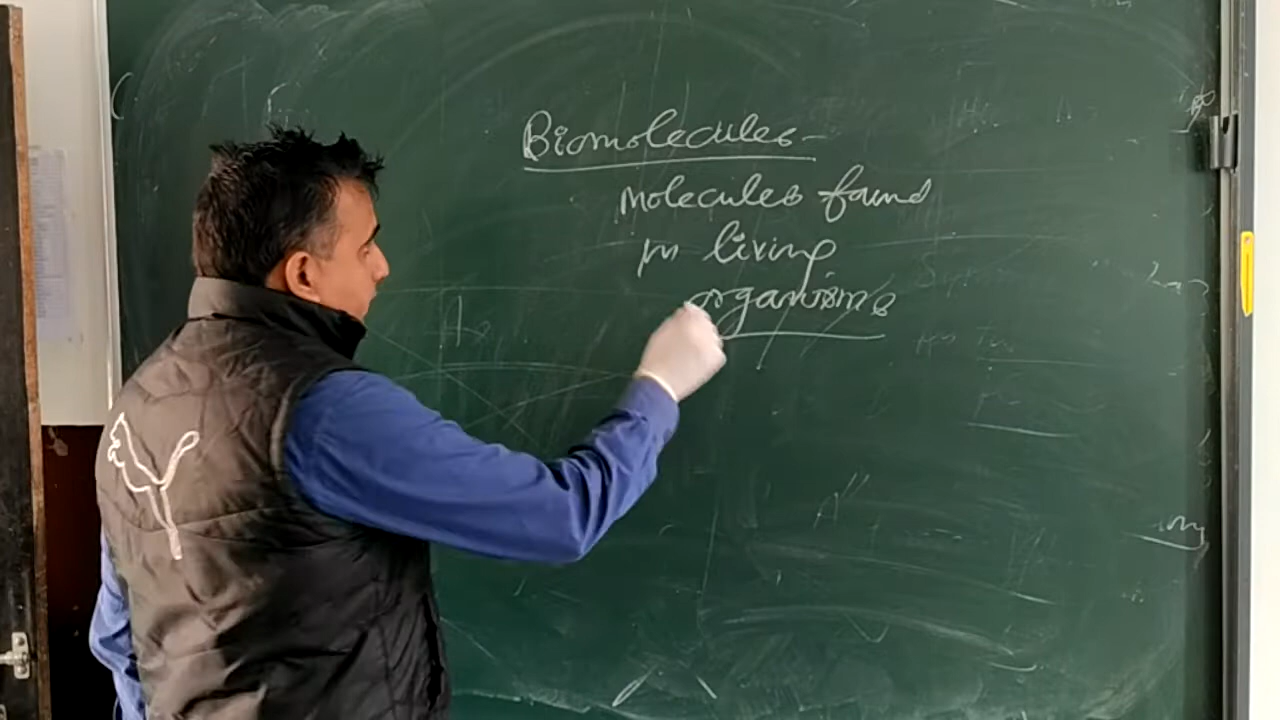 Biomolecules-
molecules found
in living
organisms